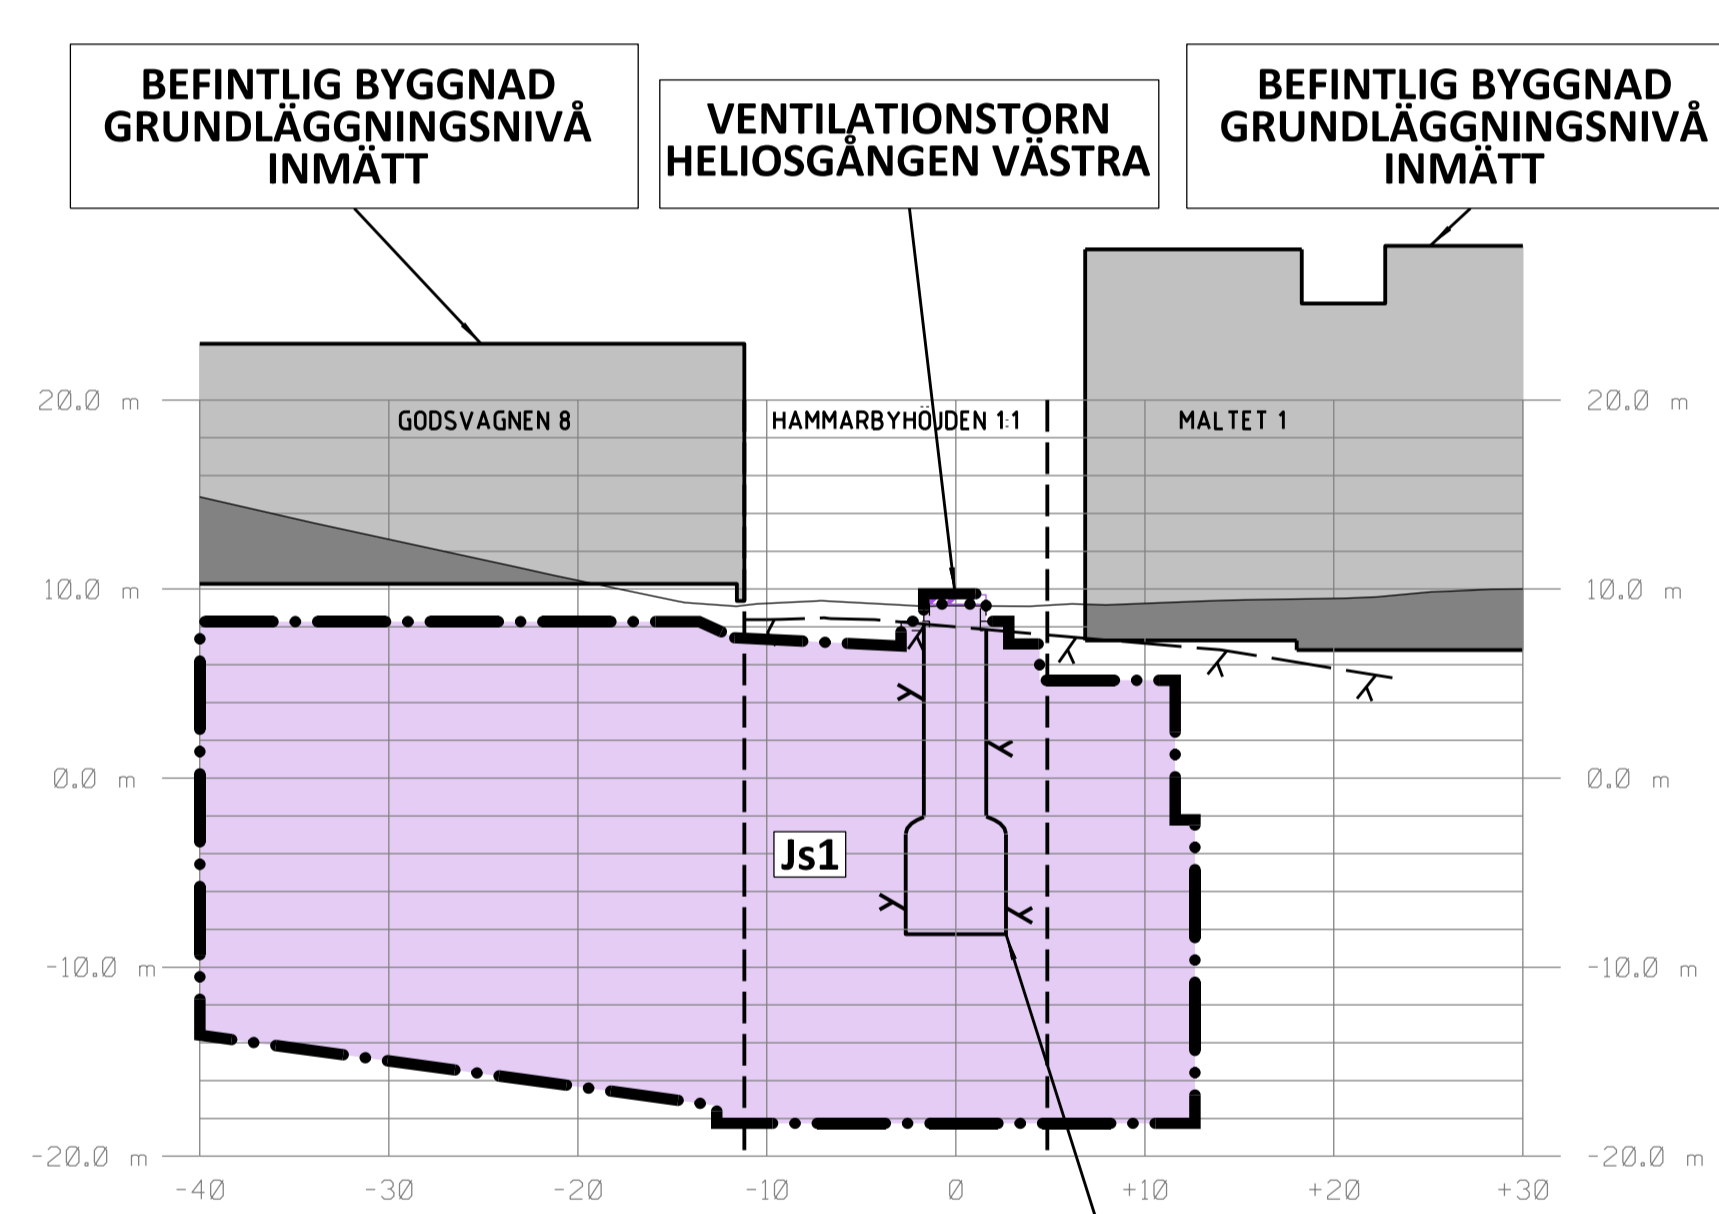 BEFINTLIG BYGGNAD
GRUNDLÄGGNINGSNIVÅ
INMÄTT
VENTILATIONSTORN
HELIOSGÅNGEN VÄSTRA
BEFINTLIG BYGGNAD
GRUNDLÄGGNINGSNIVÅ
INMÄTT
20.0 m
GODSVAGNEN 8
HAMMARBYHÖJDEN 1:1
MALTET 1
20.0 m
10.0 m
10.0 m
0.0 m
0.0 m
Js1
-10.0 m
-10.0 m
-20.0 m
-20.0 m
-40 -30 -20 -10 0 +10 +20 +30